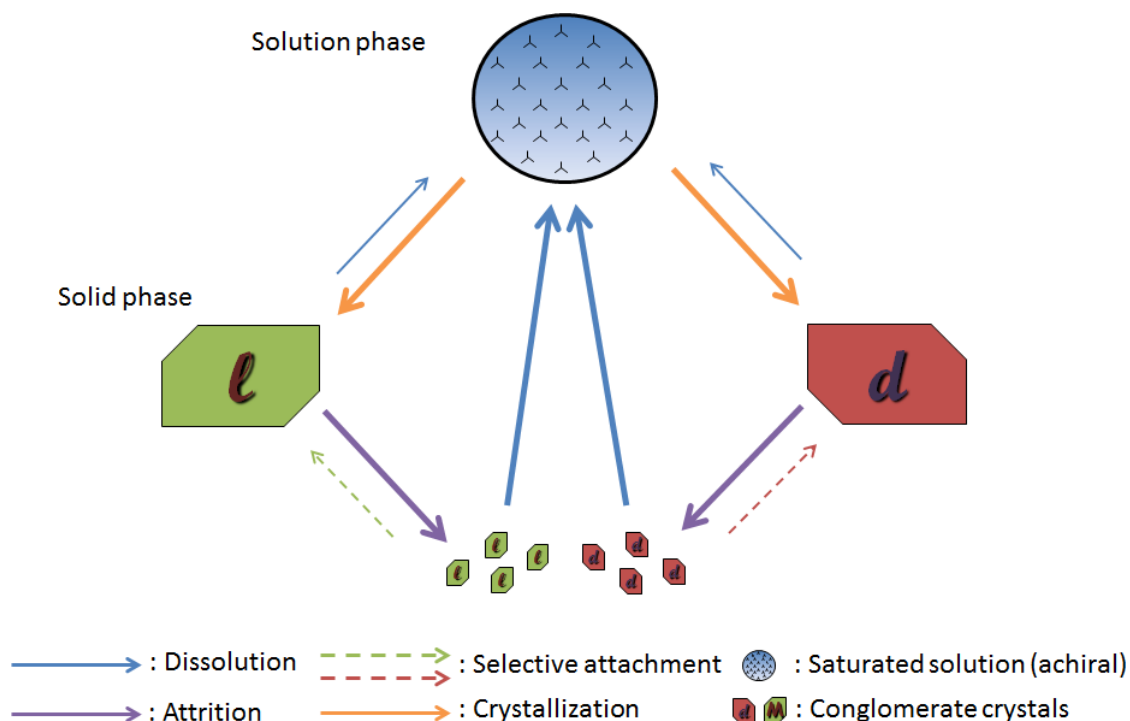 Solution phase
Solid phase
ℓ
d
ℓ
ℓ
ℓ
ℓ
d
d
d
d
: Dissolution
: Selective attachment
: Saturated solution (achiral)
: Attrition
: Crystallization
d
M
: Conglomerate crystals